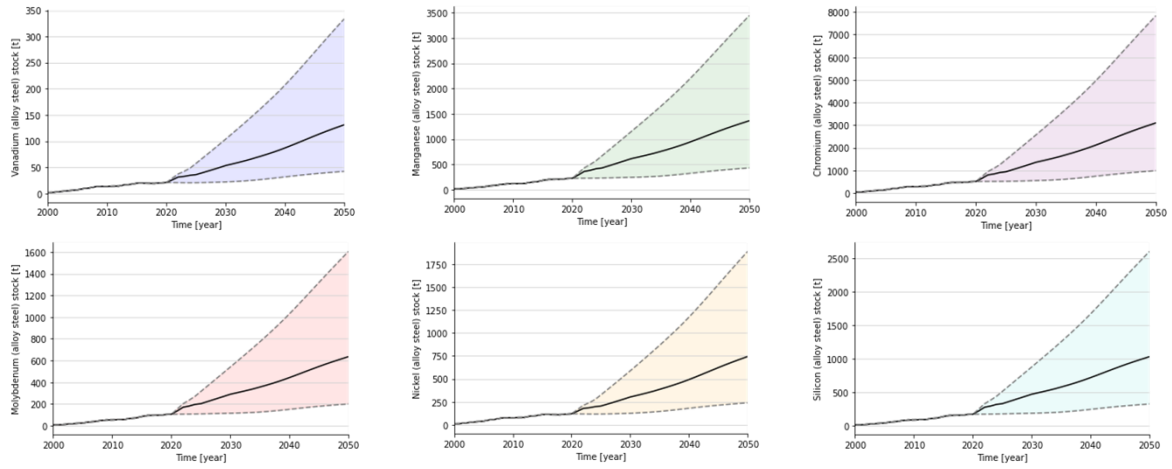 350
300
250
200
150
100
50
0
Vanadium (alloy steel) stock [t]
2000 2010 2020 2030 2040 2050
Time [year]
3500
3000
2500
2000
1500
1000
500
0
Manganese (alloy steel) stock [t]
2000 2010 2020 2030 2040 2050
Time [year]
8000
7000
6000
5000
4000
3000
2000
1000
0
Chromium (alloy steel) stock [t]
2000 2010 2020 2030 2040 2050
Time [year]
1600
1400
1200
1000
800
600
400
200
0
Molybdenum (alloy steel) stock [t]
2000 2010 2020 2030 2040 2050
Time [year]
1750
1500
1250
1000
750
500
250
0
Nickel (alloy steel) stock [t]
2000 2010 2020 2030 2040 2050
Time [year]
2500
2000
1500
1000
500
0
Silicon (alloy steel) stock [t]
2000 2010 2020 2030 2040 2050
Time [year]